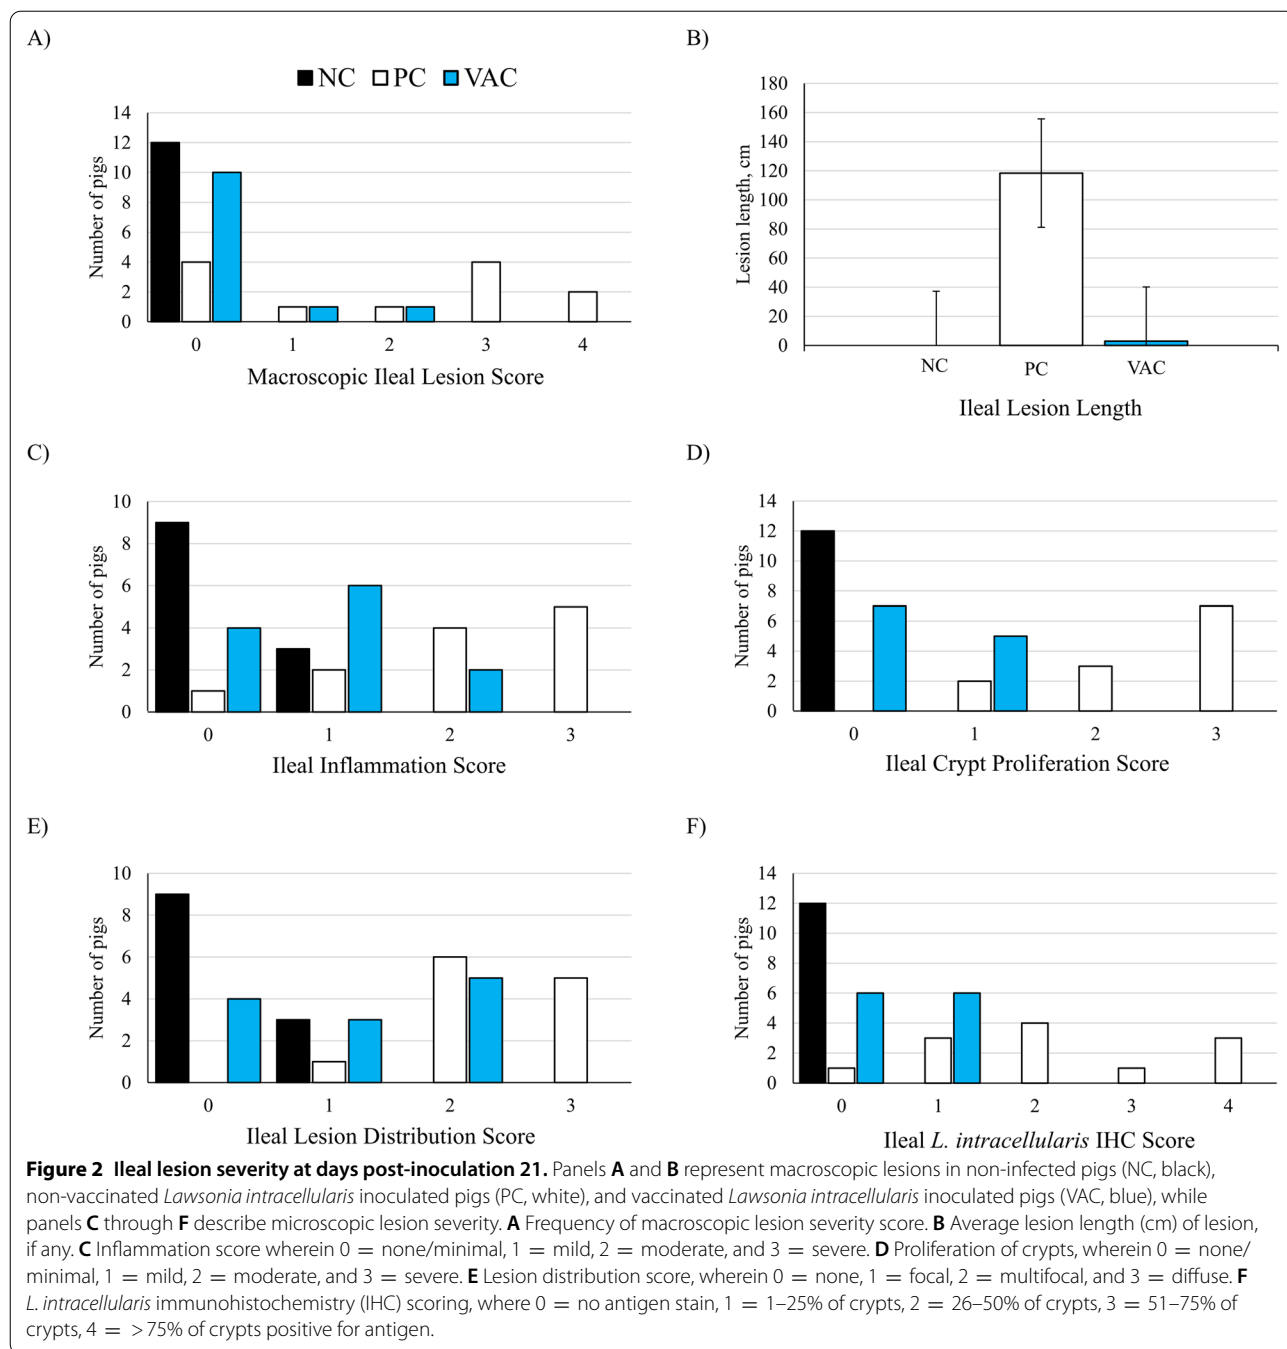 A)
NC PC VAC
14
12
10
8
6
4
2
0
Number of pigs
0 1 2 3 4
Macroscopic Ileal Lesion Score
B)
180
160
140
120
100
80
60
40
20
0
Lesion length, cm
NC PC VAC
Ileal Lesion Length
C)
10
8
6
4
2
0
Number of pigs
0 1 2 3
Ileal Inflammation Score
D)
14
12
10
8
6
4
2
0
Number of pigs
0 1 2 3
Ileal Crypt Proliferation Score
E)
10
8
6
4
2
0
Number of pigs
0 1 2 3
Ileal Lesion Distribution Score
F)
14
12
10
8
6
4
2
0
Number of pigs
0 1 2 3 4
Ileal L. intracellularis IHC Score
Figure 2 Ileal lesion severity at days post-inoculation 21. Panels A and B represent macroscopic lesions in non-infected pigs (NC, black),
non-vaccinated Lawsonia intracellularis inoculated pigs (PC, white), and vaccinated Lawsonia intracellularis inoculated pigs (VAC, blue), while
panels C through F describe microscopic lesion severity. A Frequency of macroscopic lesion severity score. B Average lesion length (cm) of lesion,
if any. C Inflammation score wherein 0 = none/minimal, 1 = mild, 2 = moderate, and 3 = severe. D Proliferation of crypts, wherein 0 = none/
minimal, 1 = mild, 2 = moderate, and 3 = severe. E Lesion distribution score, wherein 0 = none, 1 = focal, 2 = multifocal, and 3 = diffuse. F
L. intracellularis immunohistochemistry (IHC) scoring, where 0 = no antigen stain, 1 = 1–25% of crypts, 2 = 26–50% of crypts, 3 = 51–75% of
crypts, 4 = > 75% of crypts positive for antigen.